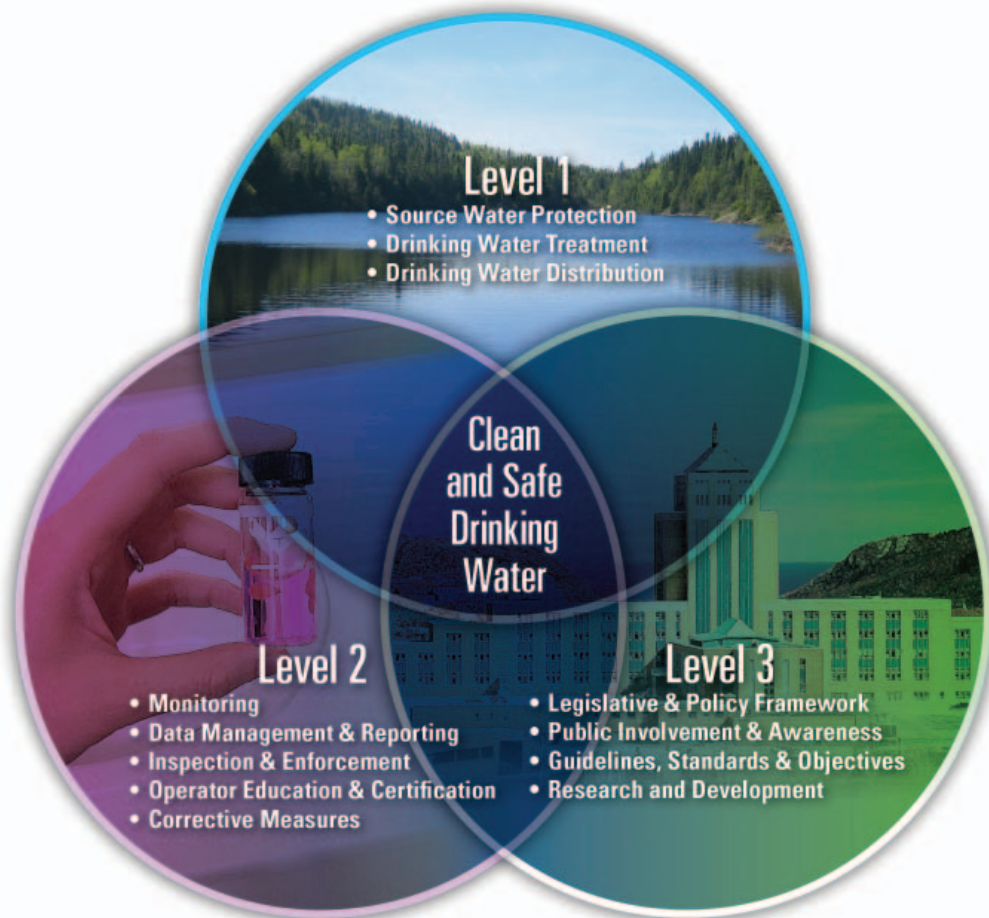 Level 1
• Source Water Protection
• Drinking Water Treatment
• Drinking Water Distribution
Clean
and Safe
Drinking
Water
Level 2
• Monitoring
• Data Management & Reporting
• Inspection & Enforcement
• Operator Education & Certification
• Corrective Measures
Level 3
• Legislative & Policy Framework
• Public Involvement & Awareness
• Guidelines, Standards & Objectives
• Research and Development